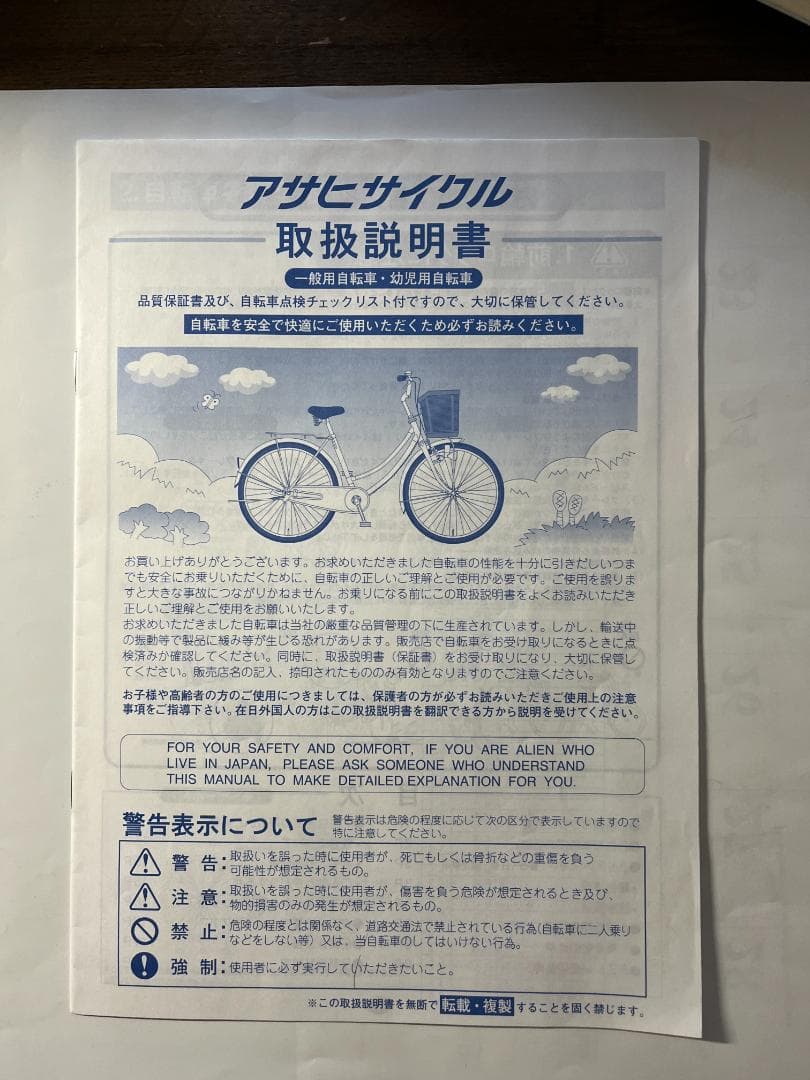 アサヒサイクル
取扱説明書
一般用自転車・幼児用自転車
品質保証書及び、自転車点検チェックリスト付ですので、大切に保管してください。
自転車を安全で快適にご使用いただくため必ずお読みください。
お買い上げありがとうございます。お求めいただきました自転車の性能を十分に引きだしいつま
でも安全にお乗りいただくために、自転車の正しいご理解とご使用が必要です。ご使用を誤りま
すと大きな事故につながりかねません。お乗りになる前にこの取扱説明書をよくお読みいただき
正しいご理解とご使用をお願いいたします。
お求めいただきました自転車は当社の厳重な品質管理の下に生産されています。しかし、輸送中
の振動等で製品に緩み等が生じる恐れがあります。販売店で自転車をお受け取りになるときに点
検済みか確認してください。同時に、取扱説明書（保証書）をお受け取りになり、大切に保管し
てください。販売店名の記入、捺印されたもののみ有効となりますのでご注意ください。
お子様や高齢者の方のご使用につきましては、保護者の方が必ずお読みいただきご使用上の注意
事項をご指導下さい。在日外国人の方はこの取扱説明書を翻訳できる方から説明を受けてください。
FOR YOUR SAFETY AND COMFORT, IF YOU ARE ALIEN WHO
LIVE IN JAPAN, PLEASE ASK SOMEONE WHO UNDERSTAND
THIS MANUAL TO MAKE DETAILED EXPLANATION FOR YOU.
警告表示について 警告表示は危険の程度に応じて次の区分で表示していますので
特に注意してください。
警告：取扱いを誤った時に使用者が、死亡もしくは骨折などの重傷を負う
可能性が想定されるもの。
注意：取扱いを誤った時に使用者が、傷害を負う危険が想定されるとき及び、
物的損害のみの発生が想定されるもの。
禁止：危険の程度とは関係なく、道路交通法で禁止されている行為（自転車に二人乗り
などをしない等）又は、当自転車のしてはいけない行為。
強制：使用者に必ず実行していただきたいこと。
※この取扱説明書を無断で転載・複製することを固く禁じます。